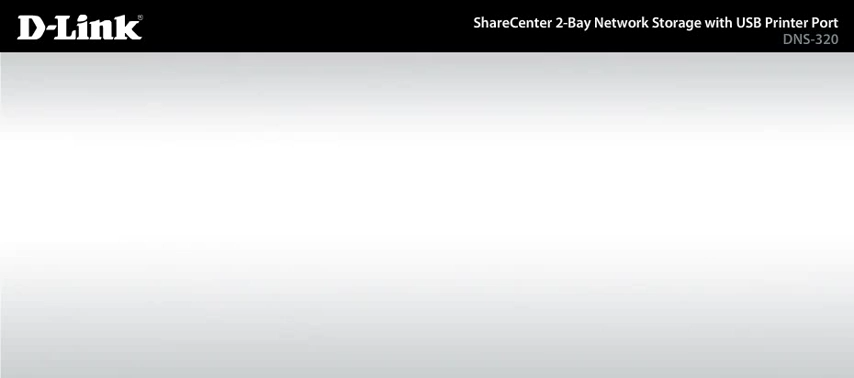 D-Link®
ShareCenter 2-Bay Network Storage with USB Printer Port
DNS-320